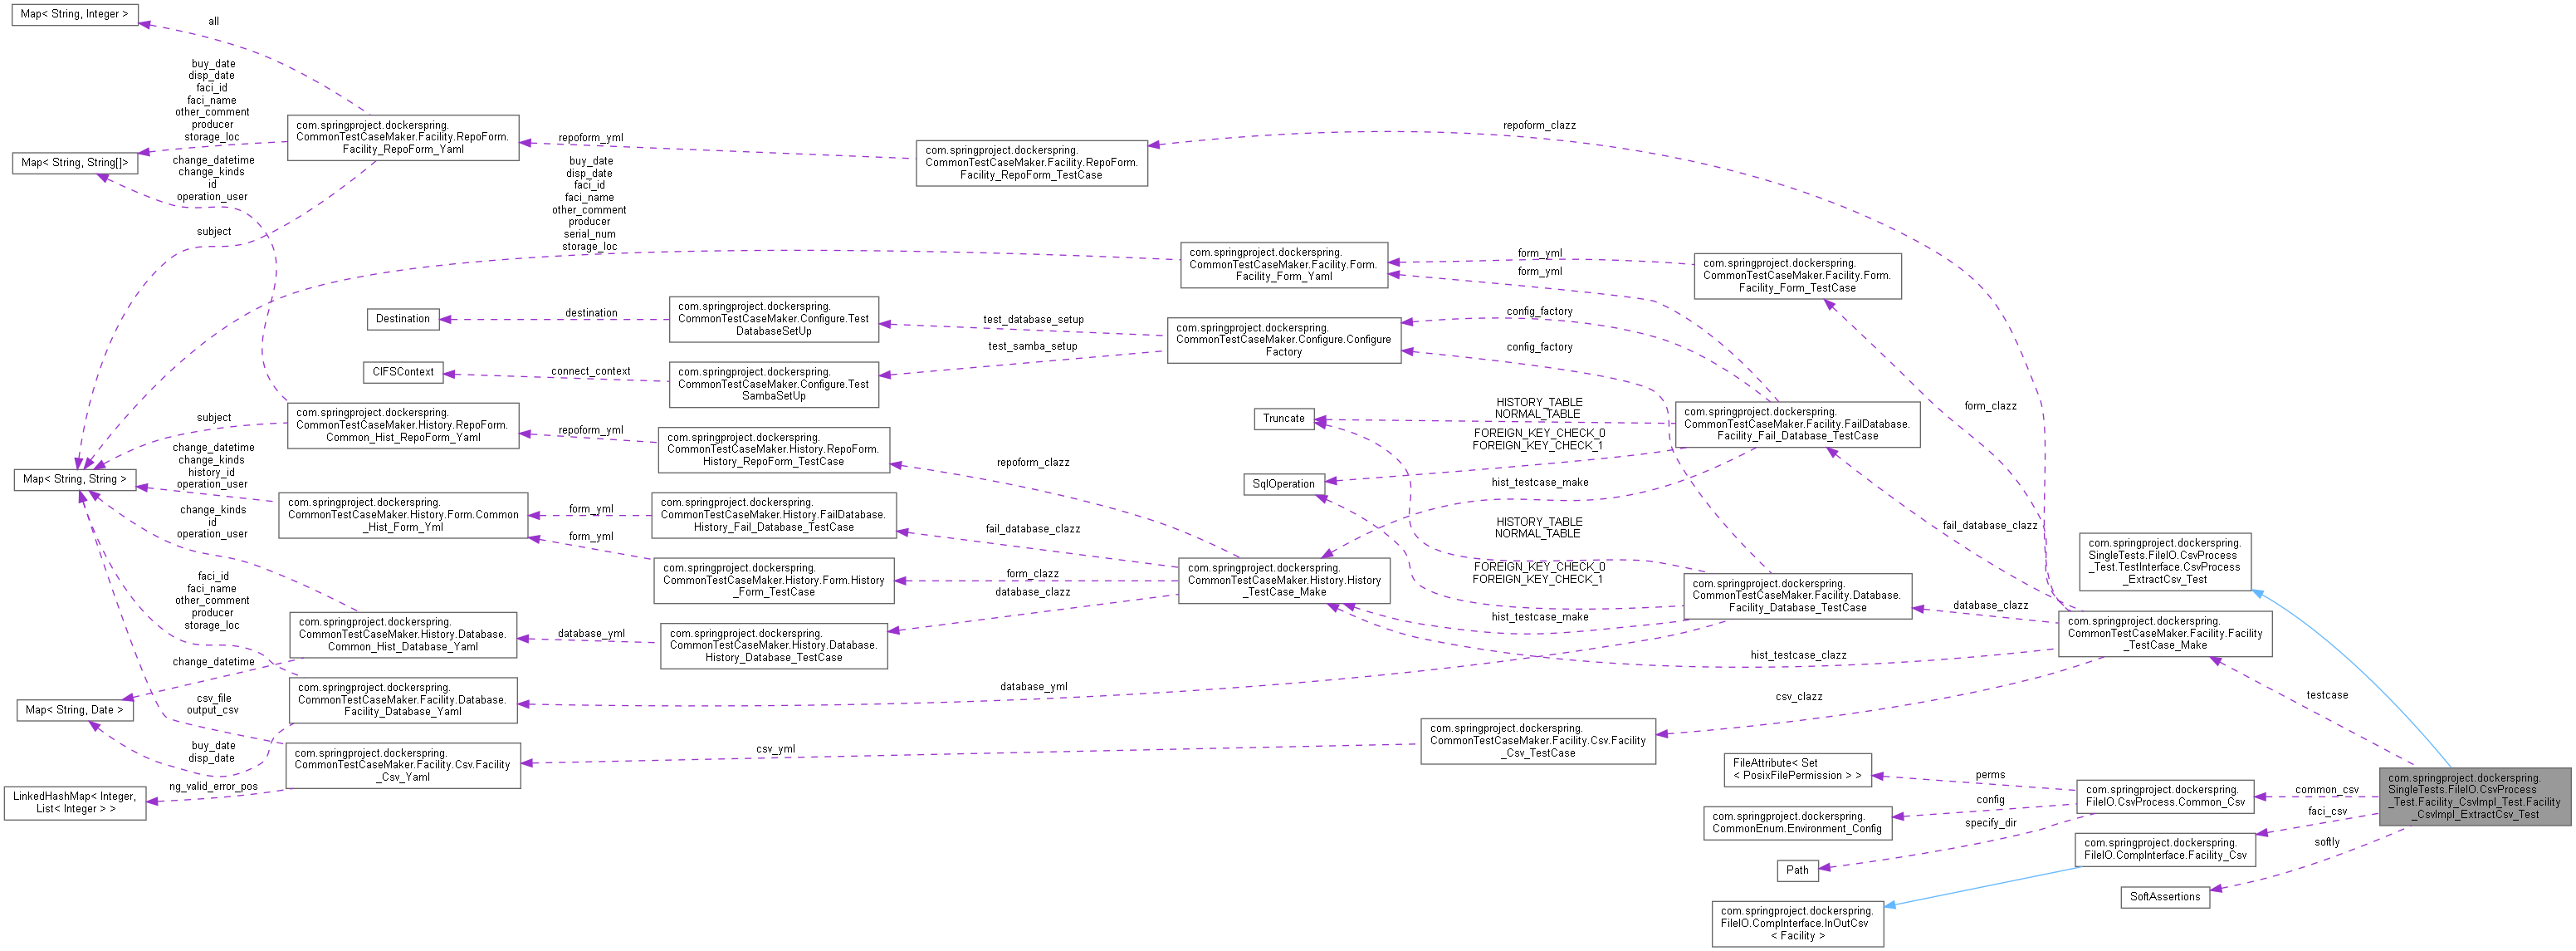 Map< String, Integer >
all
buy_date
disp_date
faci_id
faci_name
other_comment
producer
storage_loc
com.springproject.dockerspring.
CommonTestCaseMaker.Facility.RepoForm.
Facility_RepoForm_Yaml
Map< String, String[]>
change_datetime
change_kinds
id
operation_user
subject
repoform_yml
com.springproject.dockerspring.
CommonTestCaseMaker.Facility.RepoForm.
Facility_RepoForm_TestCase
repoform_clazz
buy_date
disp_date
faci_id
faci_name
other_comment
producer
serial_num
storage_loc
com.springproject.dockerspring.
CommonTestCaseMaker.Facility.Form.
Facility_Form_Yaml
form_yml
form_yml
com.springproject.dockerspring.
CommonTestCaseMaker.Facility.Form.
Facility_Form_TestCase
Destination
destination
com.springproject.dockerspring.
CommonTestCaseMaker.Configure.Test
DatabaseSetUp
test_database_setup
com.springproject.dockerspring.
CommonTestCaseMaker.Configure.Configure
Factory
config_factory
config_factory
CIFSContext
connect_context
com.springproject.dockerspring.
CommonTestCaseMaker.Configure.Test
SambaSetUp
test_samba_setup
com.springproject.dockerspring.
CommonTestCaseMaker.History.RepoForm.
Common_Hist_RepoForm_Yaml
subject
repoform_yml
com.springproject.dockerspring.
CommonTestCaseMaker.History.RepoForm.
History_RepoForm_TestCase
repoform_clazz
Truncate
HISTORY_TABLE
NORMAL_TABLE
com.springproject.dockerspring.
CommonTestCaseMaker.Facility.FailDatabase.
Facility_Fail_Database_TestCase
form_clazz
FOREIGN_KEY_CHECK_0
FOREIGN_KEY_CHECK_1
SqlOperation
hist_testcase_make
Map< String, String >
change_datetime
change_kinds
history_id
operation_user
com.springproject.dockerspring.
CommonTestCaseMaker.History.Form.Common
_Hist_Form_Yml
form_yml
form_yml
com.springproject.dockerspring.
CommonTestCaseMaker.History.FailDatabase.
History_Fail_Database_TestCase
fail_database_clazz
HISTORY_TABLE
NORMAL_TABLE
fail_database_clazz
change_kinds
id
operation_user
com.springproject.dockerspring.
CommonTestCaseMaker.History.Form.History
_Form_TestCase
form_clazz
database_clazz
com.springproject.dockerspring.
CommonTestCaseMaker.History.History
_TestCase_Make
FOREIGN_KEY_CHECK_0
FOREIGN_KEY_CHECK_1
com.springproject.dockerspring.
CommonTestCaseMaker.Facility.Database.
Facility_Database_TestCase
database_clazz
com.springproject.dockerspring.
SingleTests.FileIO.CsvProcess
_Test.TestInterface.CsvProcess
_ExtractCsv_Test
faci_id
faci_name
other_comment
producer
storage_loc
com.springproject.dockerspring.
CommonTestCaseMaker.History.Database.
Common_Hist_Database_Yaml
database_yml
com.springproject.dockerspring.
CommonTestCaseMaker.History.Database.
History_Database_TestCase
hist_testcase_make
com.springproject.dockerspring.
CommonTestCaseMaker.Facility.Facility
_TestCase_Make
hist_testcase_clazz
change_datetime
Map< String, Date >
csv_file
output_csv
com.springproject.dockerspring.
CommonTestCaseMaker.Facility.Database.
Facility_Database_Yaml
database_yml
csv_clazz
testcase
buy_date
disp_date
com.springproject.dockerspring.
CommonTestCaseMaker.Facility.Csv.Facility
_Csv_Yaml
csv_yml
com.springproject.dockerspring.
CommonTestCaseMaker.Facility.Csv.Facility
_Csv_TestCase
ng_valid_error_pos
LinkedHashMap< Integer,
List< Integer > >
FileAttribute< Set
< PosixFilePermission > >
perms
com.springproject.dockerspring.
FileIO.CsvProcess.Common_Csv
common_csv
com.springproject.dockerspring.
SingleTests.FileIO.CsvProcess
_Test.Facility_CsvImpl_Test.Facility
_CsvImpl_ExtractCsv_Test
config
com.springproject.dockerspring.
CommonEnum.Environment_Config
specify_dir
faci_csv
Path
com.springproject.dockerspring.
FileIO.CompInterface.Facility_Csv
softly
SoftAssertions
com.springproject.dockerspring.
FileIO.CompInterface.InOutCsv
< Facility >